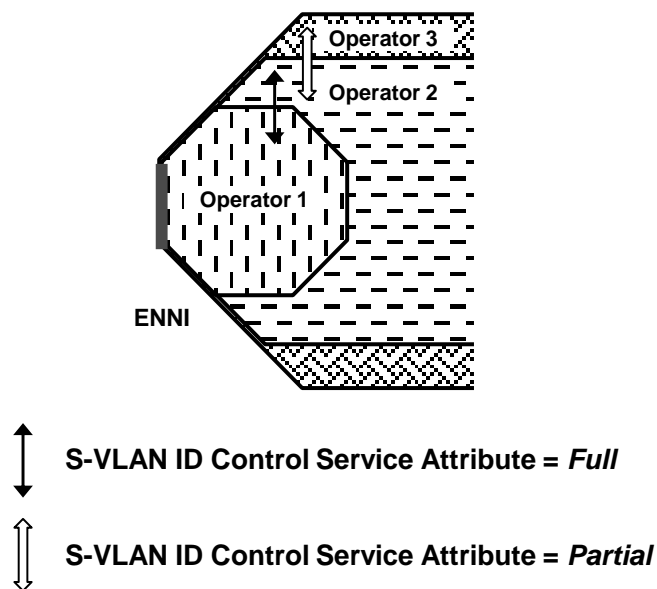 Operator 3
Operator 2
Operator 1
ENNI
S-VLAN ID Control Service Attribute = Full
S-VLAN ID Control Service Attribute = Partial